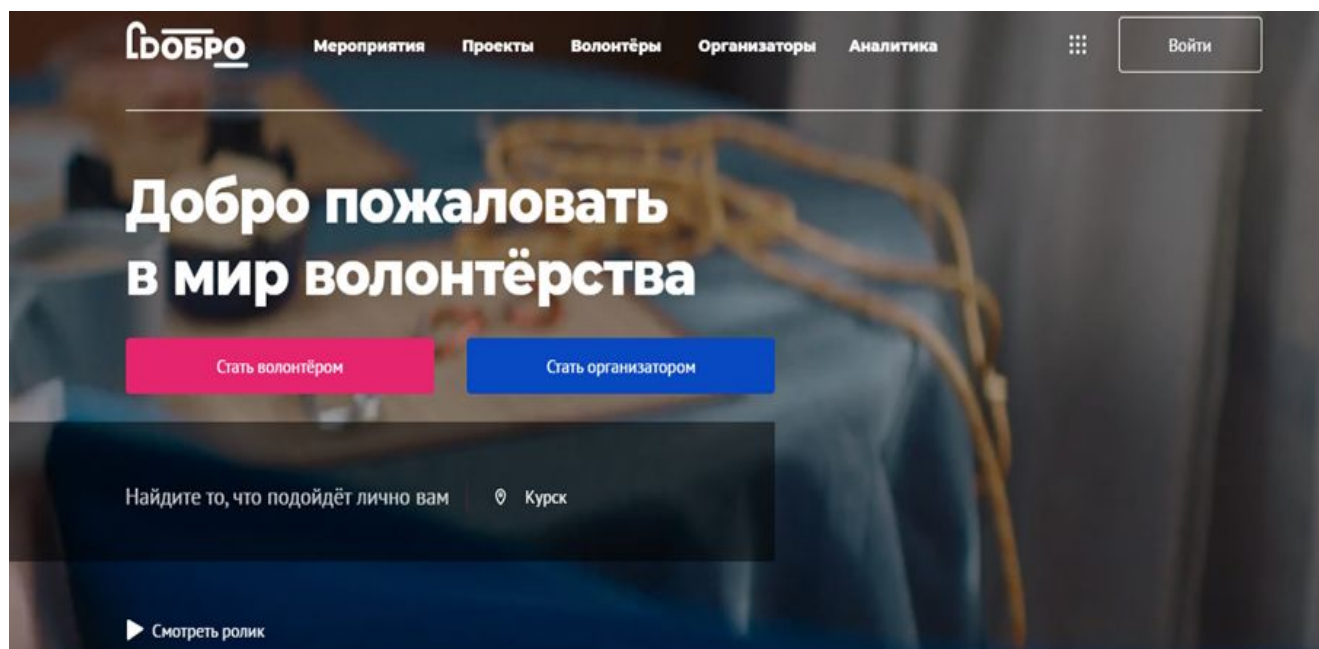 ДОБРО
Мероприятия Проекты Волонтёры Организаторы Аналитика Войти
Добро пожаловать
в мир волонтёрства
Стать волонтёром Стать организатором
Найдите то, что подойдёт лично вам Курск
Смотреть ролик